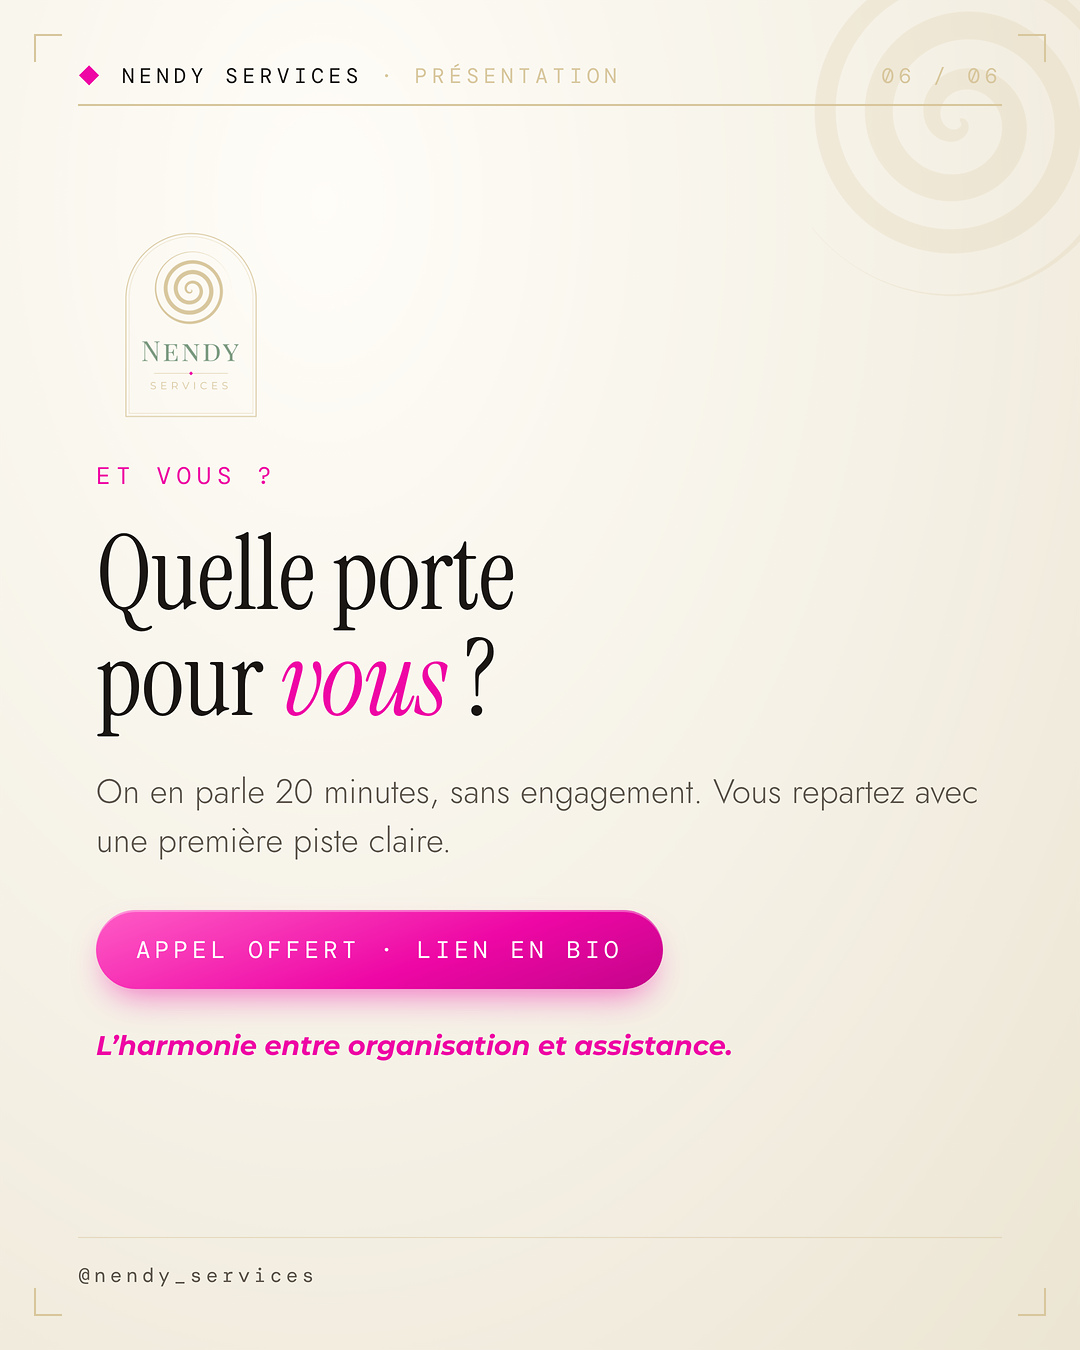 ◆ NENDY SERVICES · PRÉSENTATION
06 / 06
NENDY
SERVICES
ET VOUS ?
Quelle porte
pour vous ?
On en parle 20 minutes, sans engagement. Vous repartez avec
une première piste claire.
APPEL OFFERT · LIEN EN BIO
L’harmonie entre organisation et assistance.
@nendy_services